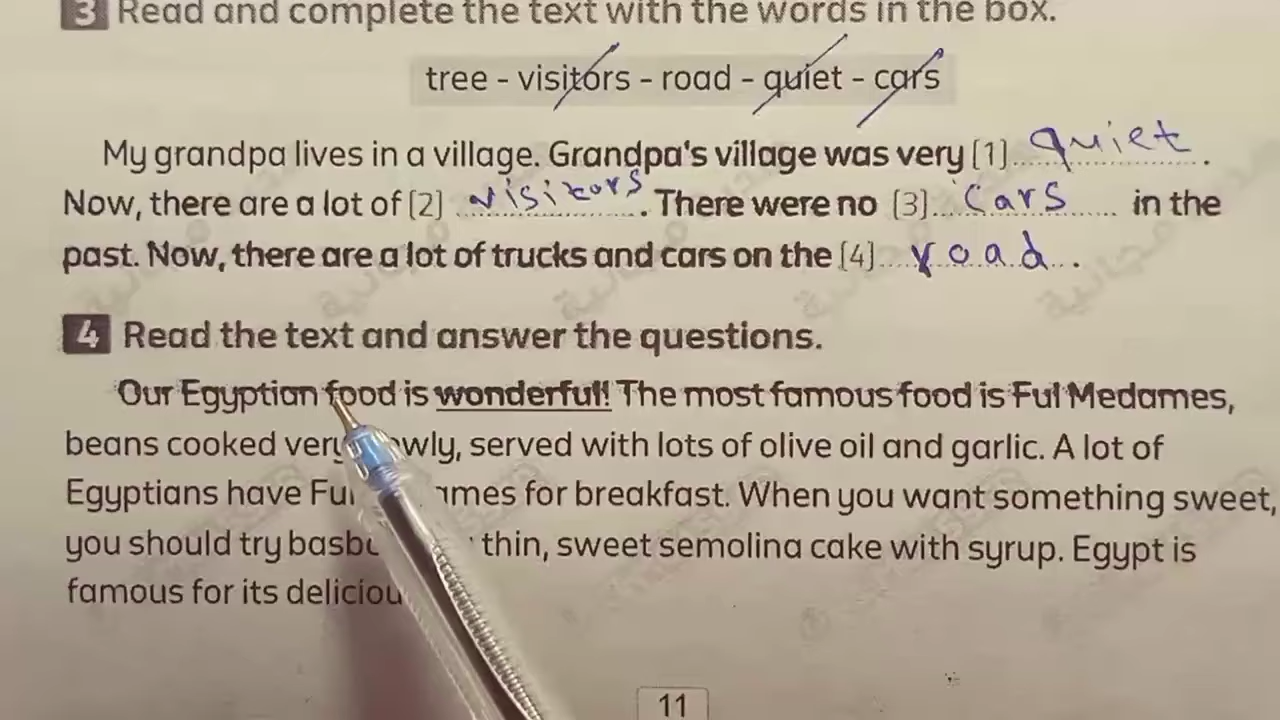 3 Read and complete the text with the words in the box.
tree - visitors - road - quiet - cars
My grandpa lives in a village. Grandpa's village was very [1] quiet .
Now, there are a lot of [2] visitors . There were no [3] Cars in the
past. Now, there are a lot of trucks and cars on the [4] road .
4 Read the text and answer the questions.
Our Egyptian food is wonderful! The most famous food is Ful Medames,
beans cooked very served with lots of olive oil and garlic. A lot of
Egyptians have for breakfast. When you want something sweet,
you should try thin, sweet semolina cake with syrup. Egypt is
famous for its
11